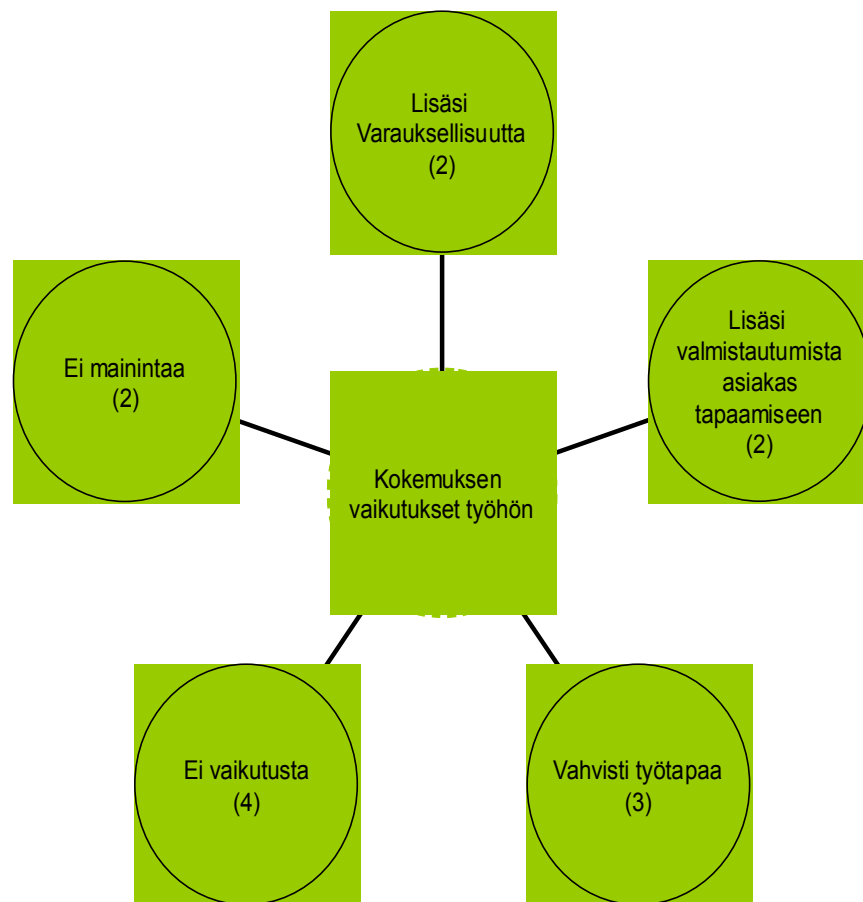 Lisäsi
Varauksellisuutta
(2)
Ei mainintaa
(2)
Lisäsi
valmistautumista
asiakas
tapaamiseen
(2)
Kokemuksen
vaikutukset työhön
Ei vaikutusta
(4)
Vahvisti työtapaa
(3)